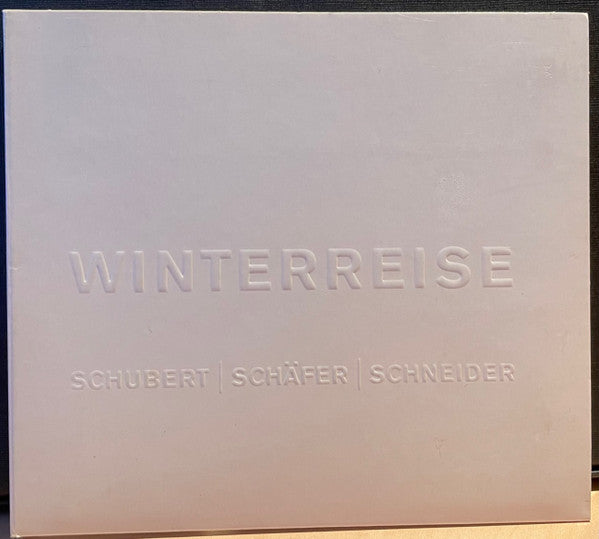 WINTERREISE
SCHUBERT | SCHÄFER | SCHNEIDER